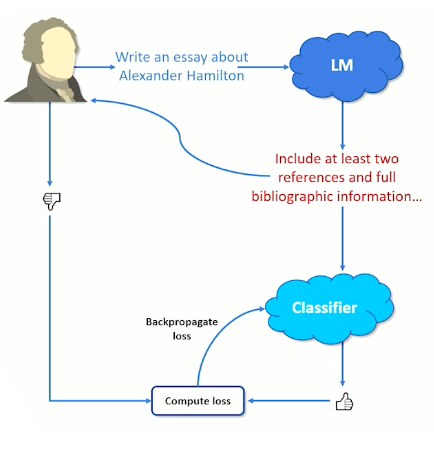 Write an essay about
Alexander Hamilton
LM
Include at least two
references and full
bibliographic information...
Classifier
Backpropagate
loss
Compute loss